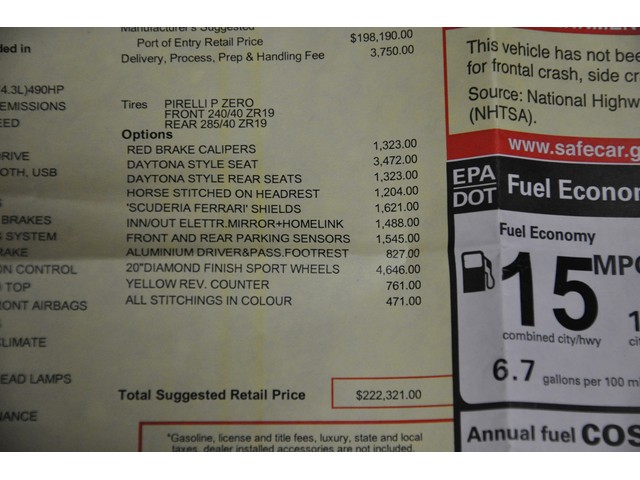 Manufacturer's Suggested
Port of Entry Retail Price $198,190.00
Delivery, Process, Prep & Handling Fee 3,750.00
Tires PIRELLI P ZERO
FRONT 240/40 ZR19
REAR 285/40 ZR19
Options
RED BRAKE CALIPERS 1,323.00
DAYTONA STYLE SEAT 3,472.00
DAYTONA STYLE REAR SEATS 1,323.00
HORSE STITCHED ON HEADREST 1,204.00
'SCUDERIA FERRARI' SHIELDS 1,621.00
INN/OUT ELETTR.MIRROR+HOMELINK 1,488.00
FRONT AND REAR PARKING SENSORS 1,545.00
ALUMINIUM DRIVER&PASS.FOOTREST 827.00
20"DIAMOND FINISH SPORT WHEELS 4,646.00
YELLOW REV. COUNTER 761.00
ALL STITCHINGS IN COLOUR 471.00
Total Suggested Retail Price $222,321.00
*Gasoline, license and title fees, luxury, state and local
taxes, dealer installed accessories are not included.
ded in
(4.3L)490HP
EMISSIONS
EED
DRIVE
OTH, USB
S
BRAKES
S SYSTEM
RAKE
ON CONTROL
D TOP
RONT AIRBAGS
CLIMATE
EAD LAMPS
NANCE
This vehicle has not bee
for frontal crash, side cr
Source: National Highw
(NHTSA).
www.safecar.g
EPA
DOT Fuel Econom
Fuel Economy
15 MPG
combined city/hwy
6.7 gallons per 100 mi
Annual fuel COS